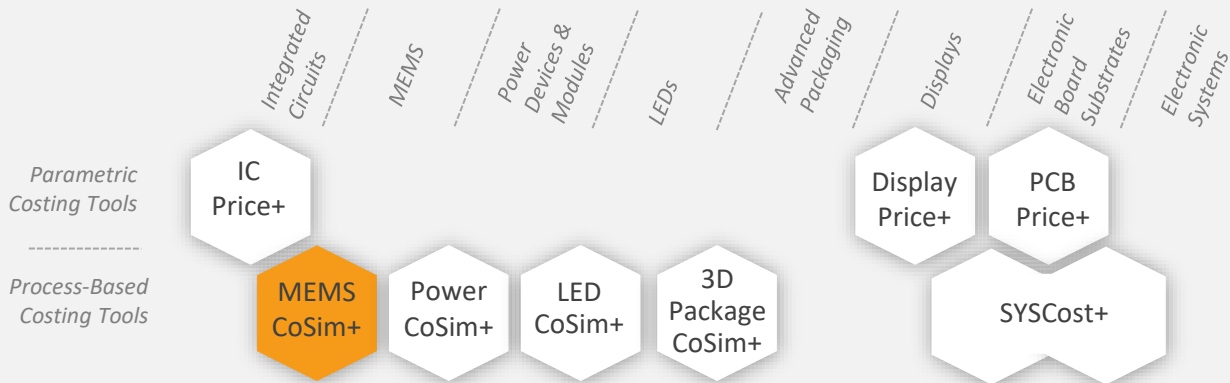 Integrated
Circuits
MEMS
Power
Devices &
Modules
LEDs
Advanced
Packaging
Displays
Electronic
Board
Substrates
Electronic
Systems
Parametric
Costing Tools
IC
Price+
Display
Price+
PCB
Price+
Process-Based
Costing Tools
MEMS
CoSim+
Power
CoSim+
LED
CoSim+
3D
Package
CoSim+
SYSCost+